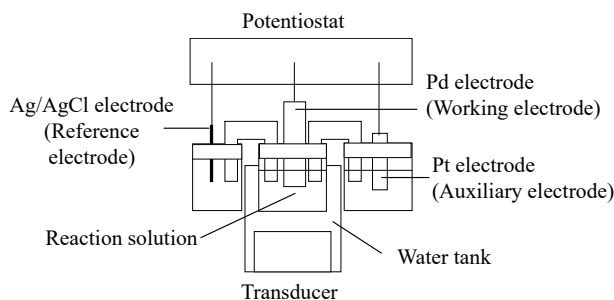 Potentiostat
Ag/AgCl electrode
(Reference
electrode)
Pd electrode
(Working electrode)
Pt electrode
(Auxiliary electrode)
Reaction solution
Water tank
Transducer